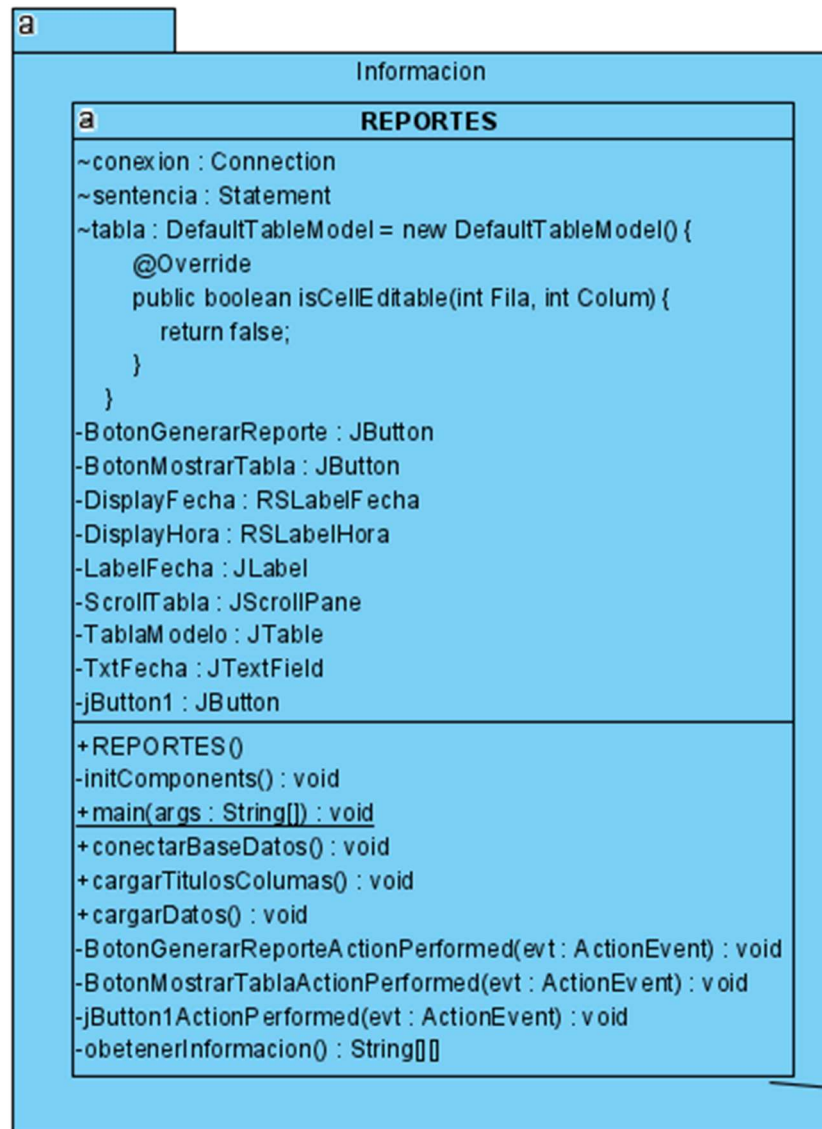 a
Informacion
a REPORTES
~conexion : Connection
~sentencia : Statement
~tabla : DefaultTableModel = new DefaultTableModel() {
@Override
public boolean isCellEditable(int Fila, int Colum) {
return false;
}
}
-BotonGenerarReporte : JButton
-BotonMostrarTabla : JButton
-DisplayFecha : RSLabelFecha
-DisplayHora : RSLabelHora
-LabelFecha : JLabel
-ScrollTabla : JScrollPane
-TablaModelo : JTable
-TxtFecha : JTextField
-jButton1 : JButton
+REPORTES()
-initComponents() : void
+main(args : String[]) : void
+conectarBaseDatos() : void
+cargarTitulosColumas() : void
+cargarDatos() : void
-BotonGenerarReporteActionPerformed(evt : ActionEvent) : void
-BotonMostrarTablaActionPerformed(evt : ActionEvent) : void
-jButton1ActionPerformed(evt : ActionEvent) : void
-obetenerInformacion() : String[][]